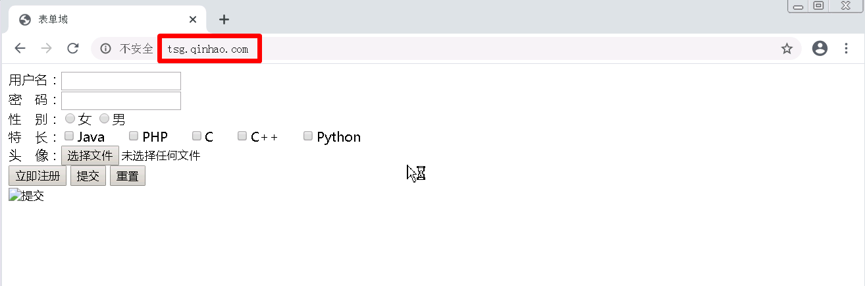 表单域
不安全 tsg.qinhao.com
用户名：
密 码：
性 别： 女 男
特 长： Java PHP C C++ Python
头 像： 选择文件 未选择任何文件
立即注册 提交 重置
提交